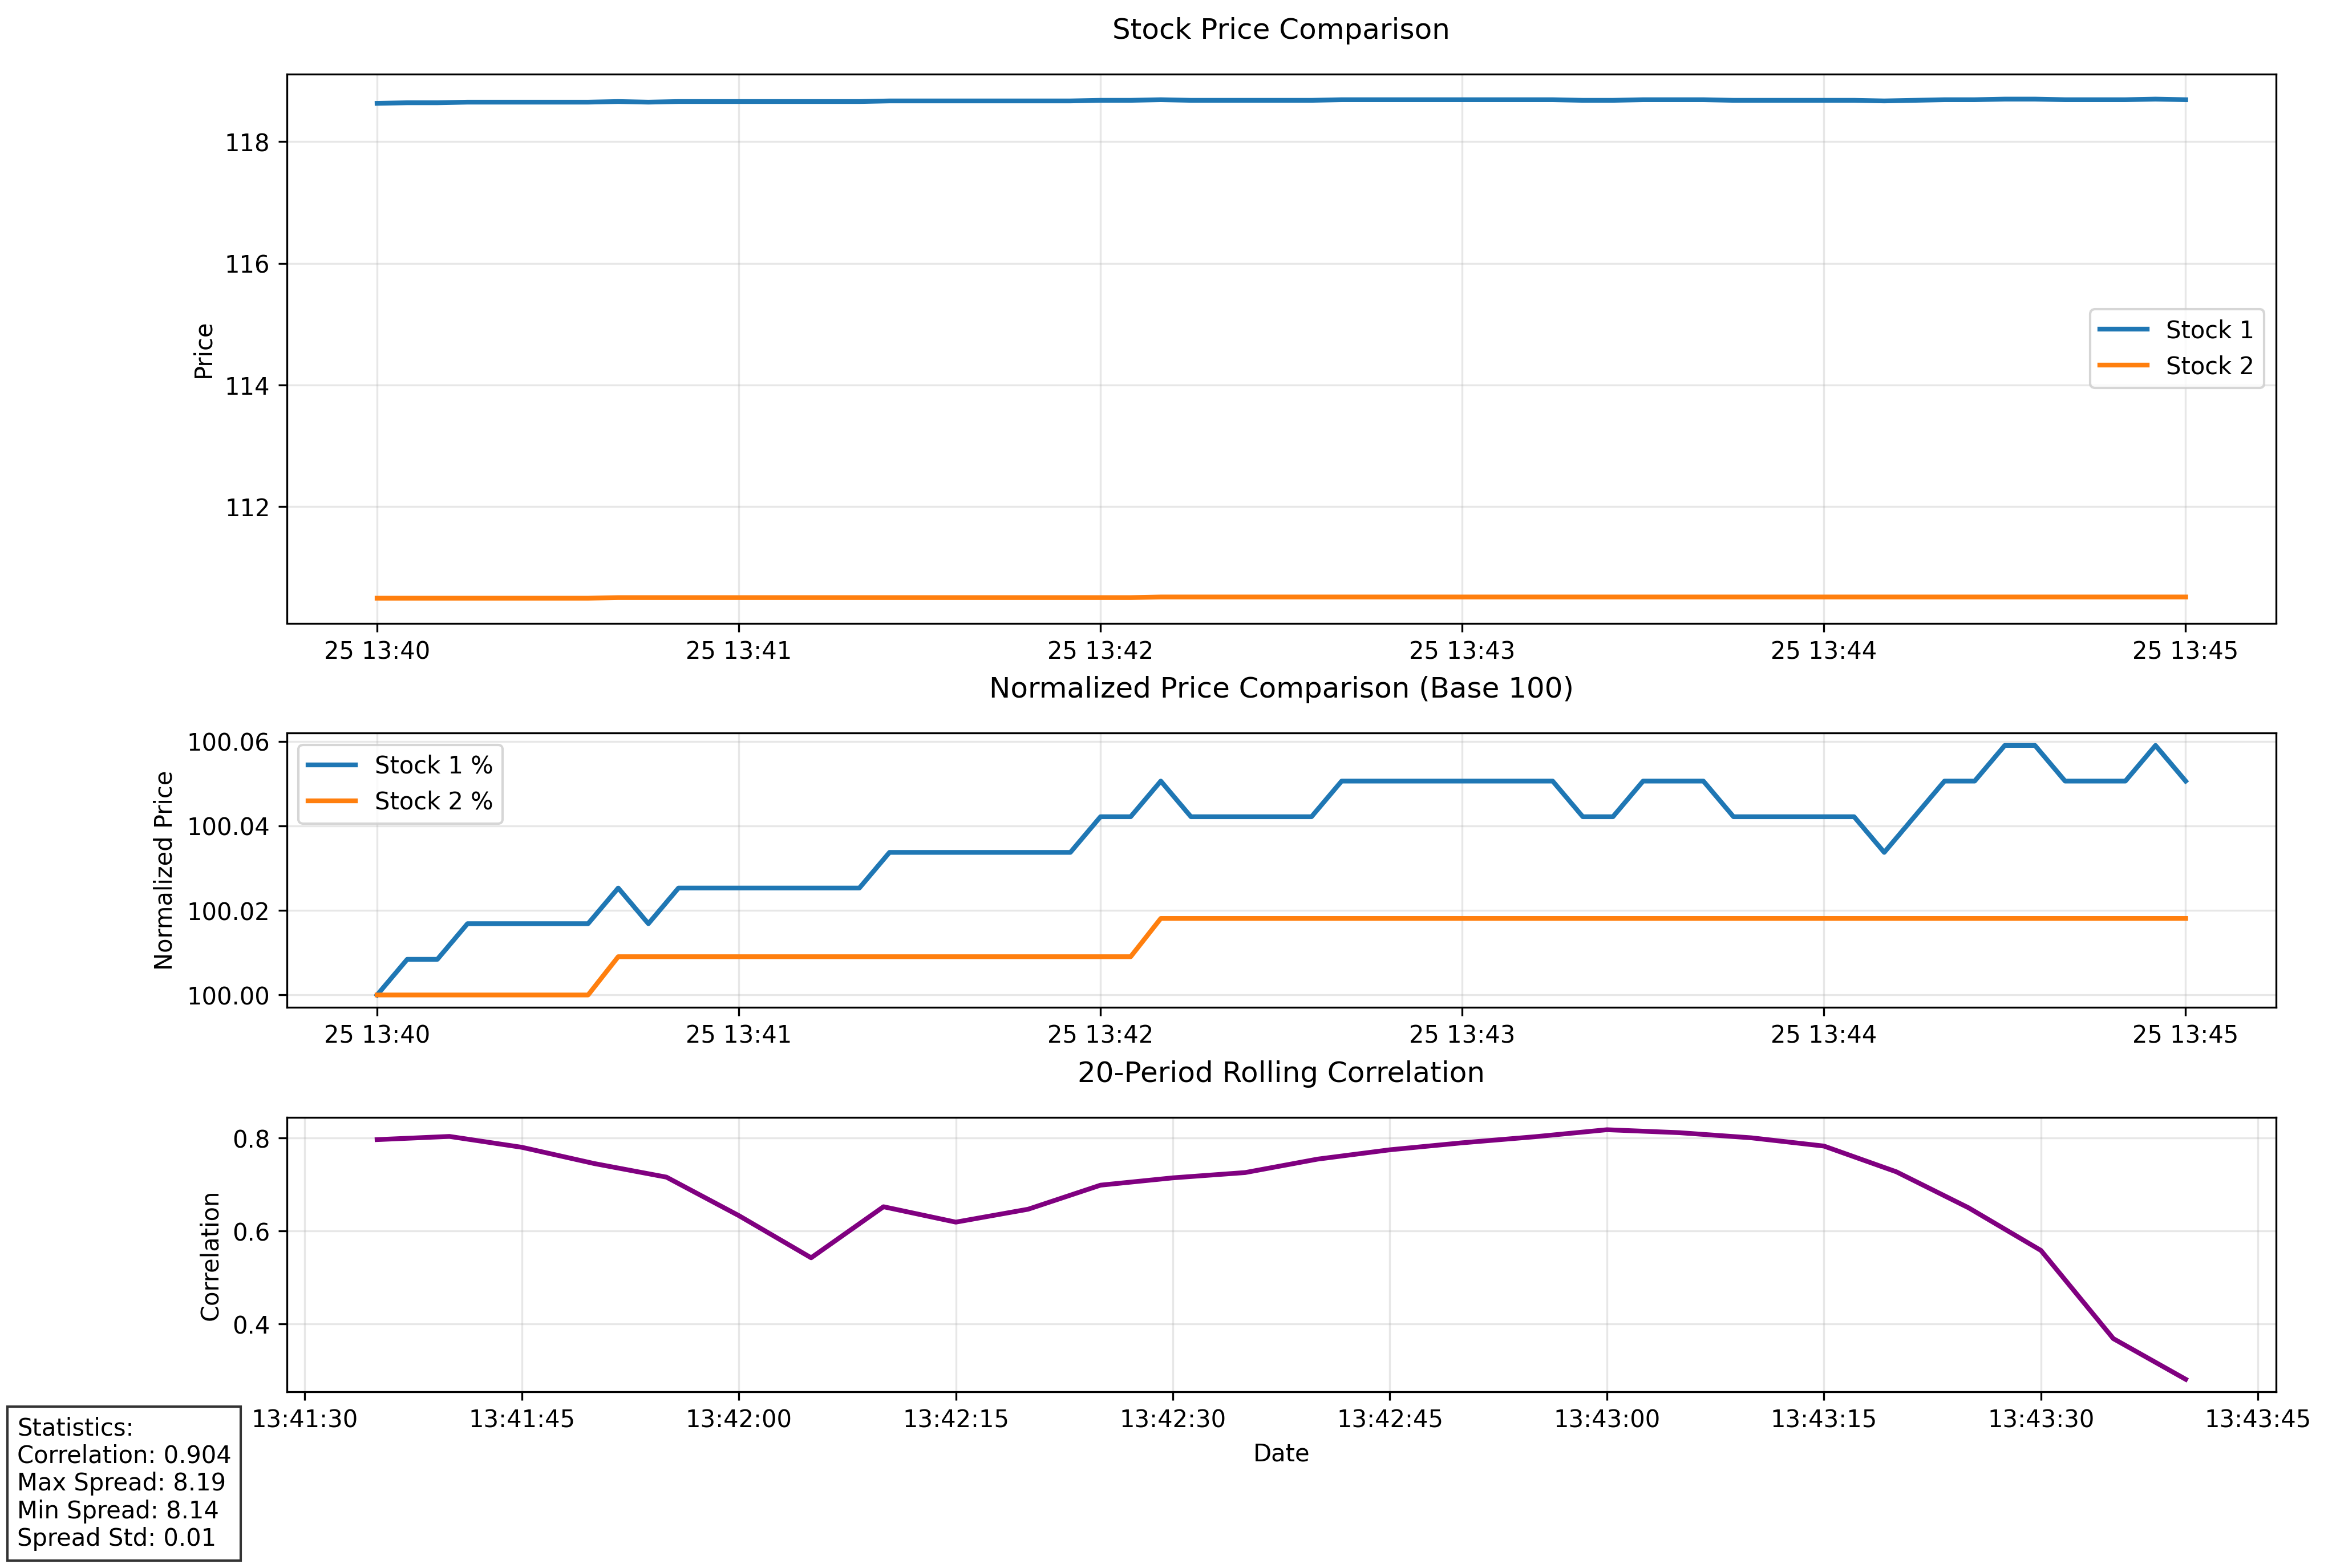 Stock Price Comparison
118
116
114
112
Price
Stock 1
Stock 2
25 13:40
25 13:41
25 13:42
25 13:43
25 13:44
25 13:45
Normalized Price Comparison (Base 100)
100.06
100.04
100.02
100.00
Normalized Price
Stock 1 %
Stock 2 %
25 13:40
25 13:41
25 13:42
25 13:43
25 13:44
25 13:45
20-Period Rolling Correlation
0.8
0.6
0.4
Correlation
13:41:30
13:41:45
13:42:00
13:42:15
13:42:30
13:42:45
13:43:00
13:43:15
13:43:30
13:43:45
Date
Statistics:
Correlation: 0.904
Max Spread: 8.19
Min Spread: 8.14
Spread Std: 0.01